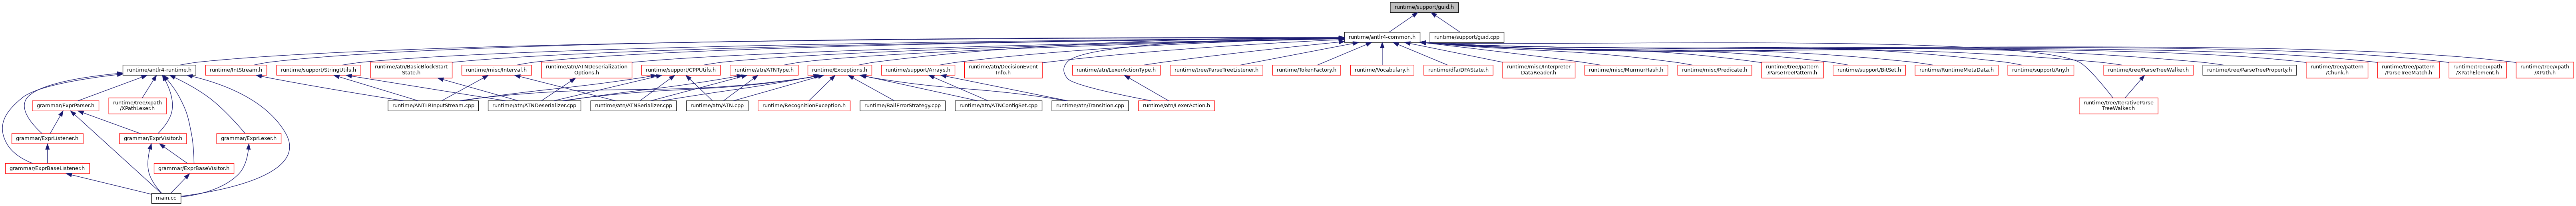 runtime/support/guid.h
runtime/antlr4-common.h
runtime/support/guid.cpp
runtime/antlr4-runtime.h
runtime/IntStream.h
runtime/support/StringUtils.h
runtime/atn/BasicBlockStart
State.h
runtime/misc/Interval.h
runtime/atn/ATNDeserialization
Options.h
runtime/support/CPPUtils.h
runtime/atn/ATNType.h
runtime/Exceptions.h
runtime/support/Arrays.h
runtime/atn/DecisionEvent
Info.h
runtime/atn/LexerActionType.h
runtime/tree/ParseTreeListener.h
runtime/TokenFactory.h
runtime/Vocabulary.h
runtime/dfa/DFAState.h
runtime/misc/Interpreter
DataReader.h
runtime/misc/MurmurHash.h
runtime/misc/Predicate.h
runtime/tree/pattern
/ParseTreePattern.h
runtime/support/BitSet.h
runtime/RuntimeMetaData.h
runtime/support/Any.h
runtime/tree/ParseTreeWalker.h
runtime/tree/ParseTreeProperty.h
runtime/tree/pattern
/Chunk.h
runtime/tree/pattern
/ParseTreeMatch.h
runtime/tree/xpath
/XPathElement.h
runtime/tree/xpath
/XPath.h
grammar/ExprParser.h
runtime/tree/xpath
/XPathLexer.h
runtime/ANTLRInputStream.cpp
runtime/atn/ATNDeserializer.cpp
runtime/atn/ATNSerializer.cpp
runtime/atn/ATN.cpp
runtime/RecognitionException.h
runtime/BailErrorStrategy.cpp
runtime/atn/ATNConfigSet.cpp
runtime/atn/Transition.cpp
runtime/atn/LexerAction.h
runtime/tree/IterativeParse
TreeWalker.h
grammar/ExprListener.h
grammar/ExprVisitor.h
grammar/ExprLexer.h
grammar/ExprBaseListener.h
grammar/ExprBaseVisitor.h
main.cc